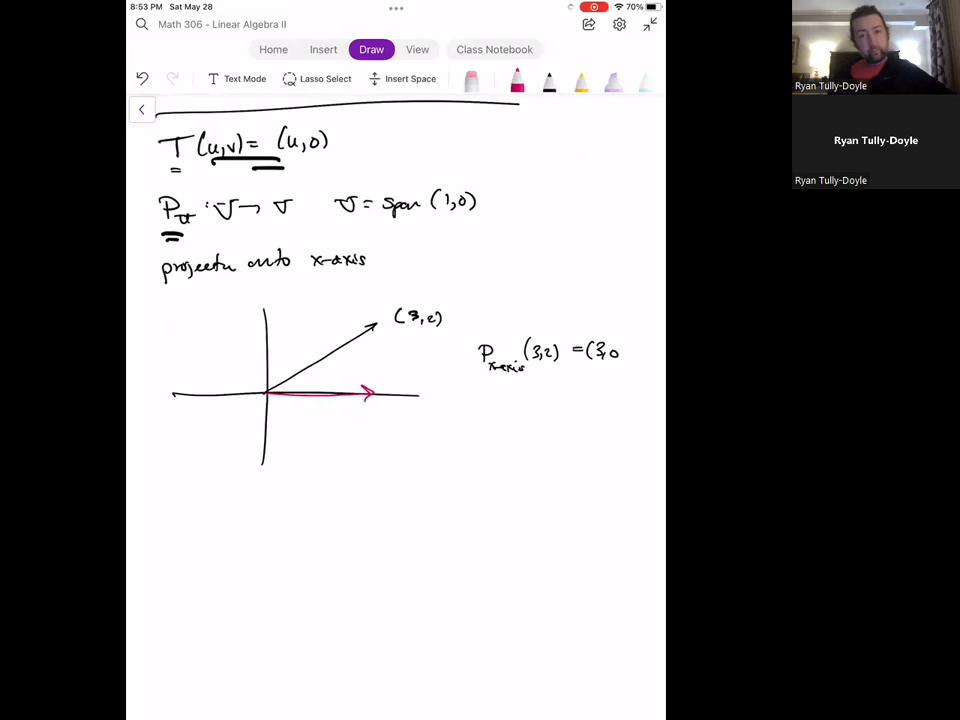 8:53 PM Sat May 28
70%
Math 306 - Linear Algebra II
Home Insert Draw View Class Notebook
Text Mode Lasso Select Insert Space
T(u,v) = (u,0)
P_U : V → U U = span (1,0)
projectn onto x-axis
(3,2)
P_x-axis (3,2) = (3,0
Ryan Tully-Doyle
Ryan Tully-Doyle
Ryan Tully-Doyle